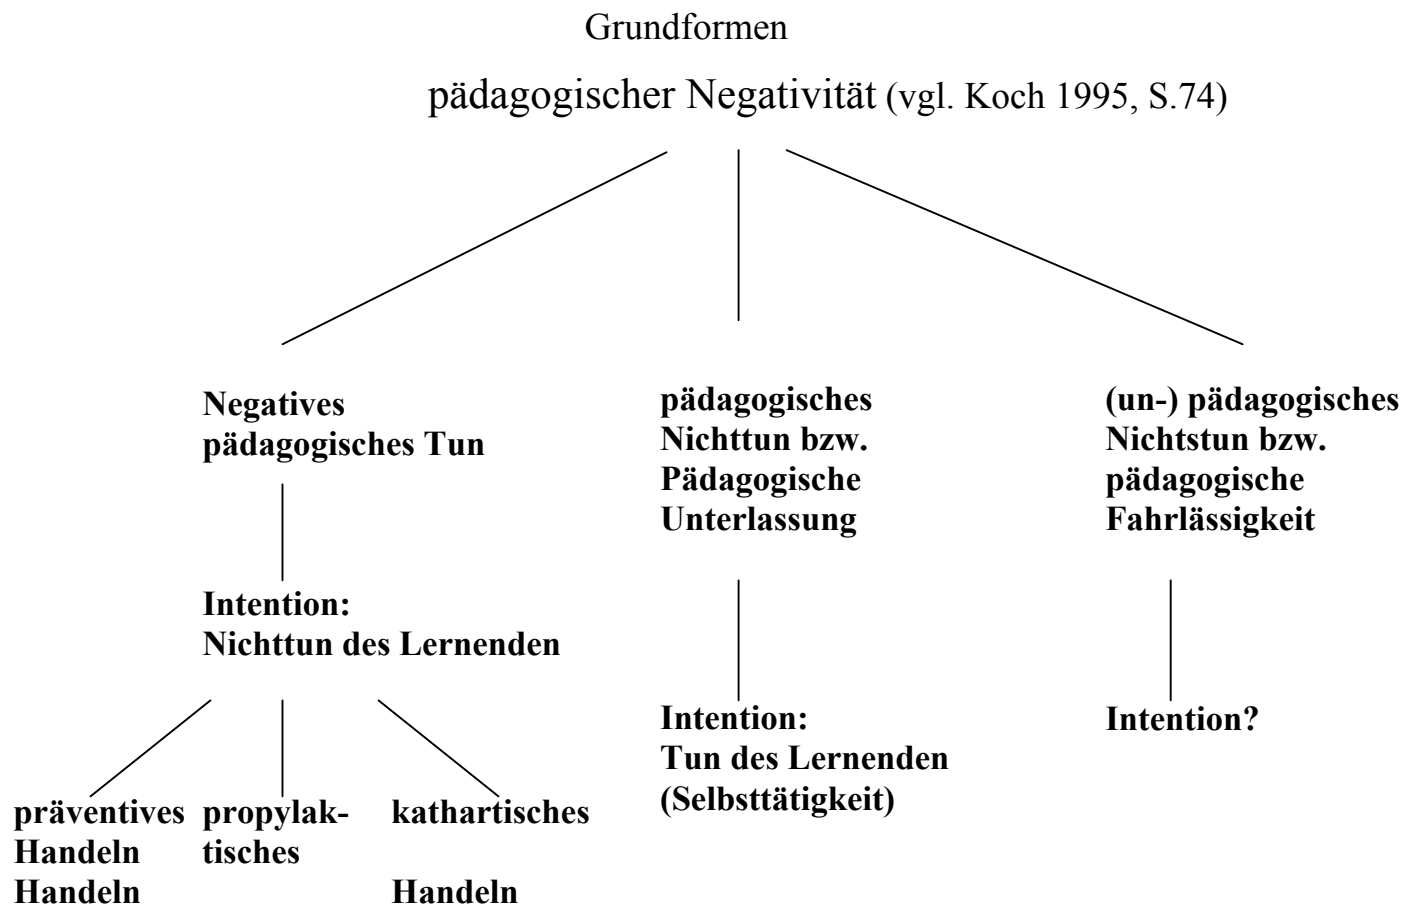 Grundformen
pädagogischer Negativität (vgl. Koch 1995, S.74)
Negatives
pädagogisches Tun
Intention:
Nichttun des Lernenden
präventives propylak- kathartisches
Handeln tisches
Handeln Handeln
pädagogisches
Nichttun bzw.
Pädagogische
Unterlassung
Intention:
Tun des Lernenden
(Selbsttätigkeit)
(un-) pädagogisches
Nichtstun bzw.
pädagogische
Fahrlässigkeit
Intention?